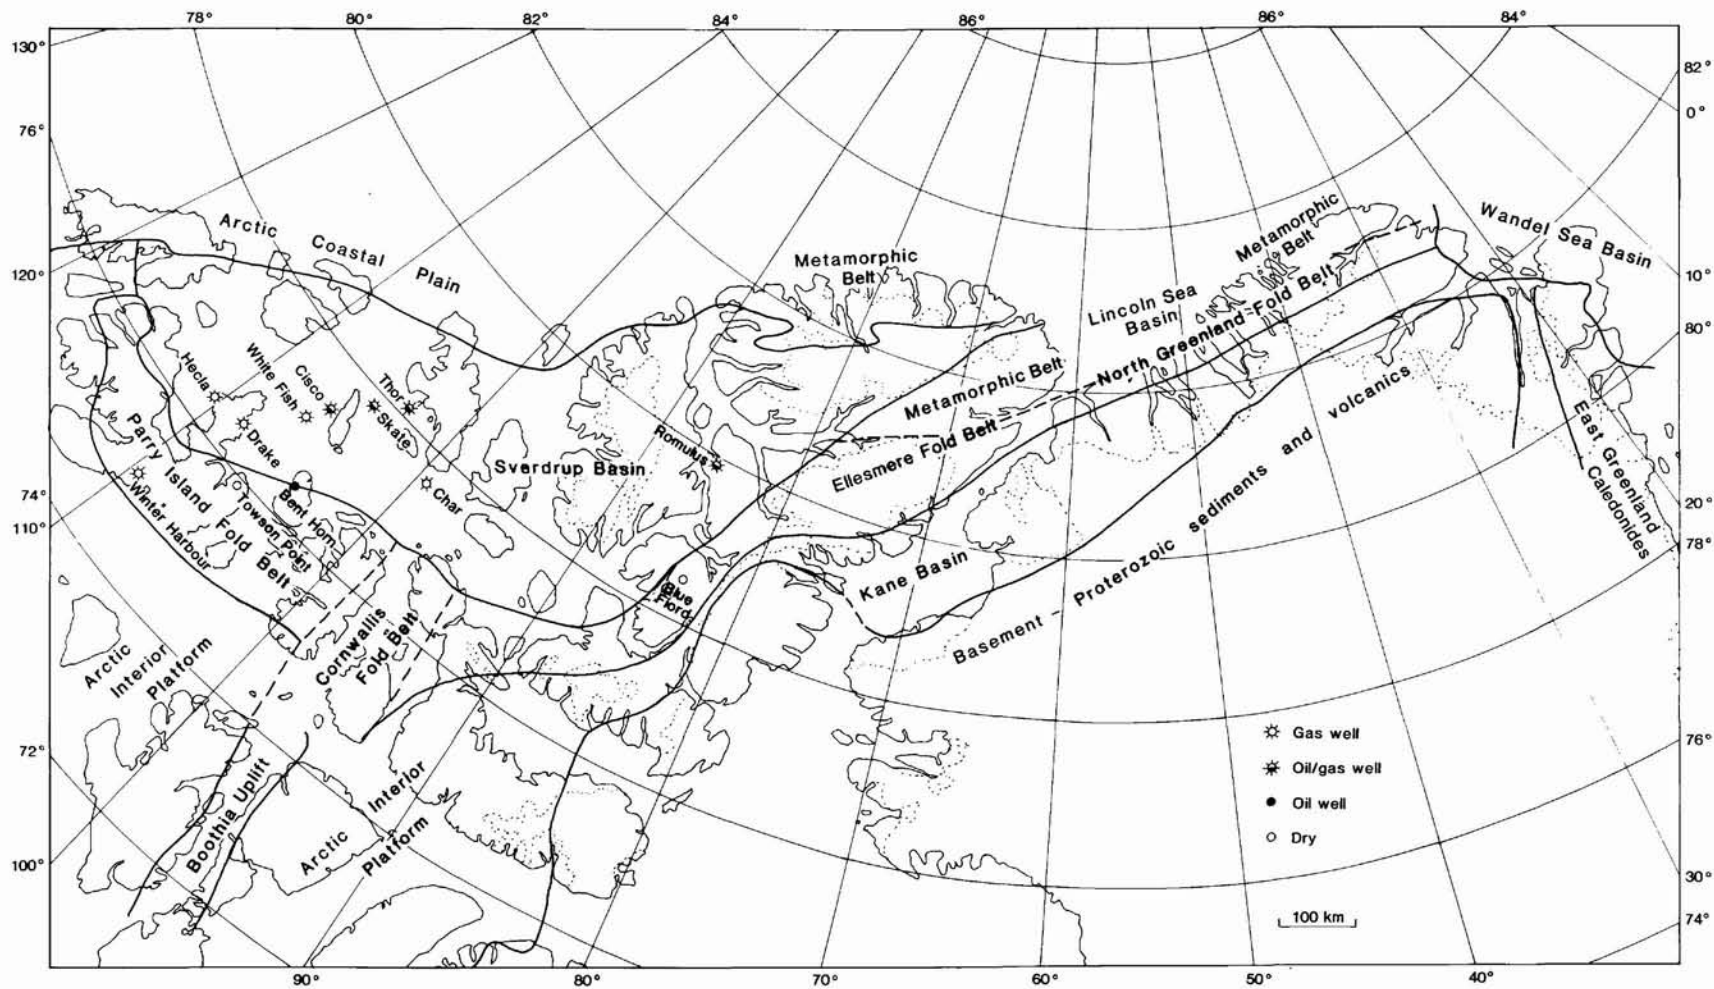 78°
80°
82°
84°
86°
86°
84°
130°
76°
120°
74°
110°
72°
100°
82°
0°
10°
80°
20°
78°
76°
30°
74°
90°
80°
70°
60°
50°
40°
Arctic Coastal Plain
Metamorphic
Belt
Metamorphic
Belt
Wandel Sea Basin
Lincoln Sea
Basin
North Greenland Fold Belt
Metamorphic Belt
Ellesmere Fold Belt
Hecla
White Fish
Cisco
Thor
Skate
Drake
Romulus
Sverdrup Basin
Char
Parry Island Fold Belt
Winter Harbour
Towson Point
Bent Horn
Blue
Fiord
Kane Basin
Basement - Proterozoic sediments and volcanics
East Greenland
Caledonides
Cornwallis
Fold Belt
Arctic
Interior
Platform
Boothia Uplift
Arctic Interior
Platform
Gas well
Oil/gas well
Oil well
Dry
100 km